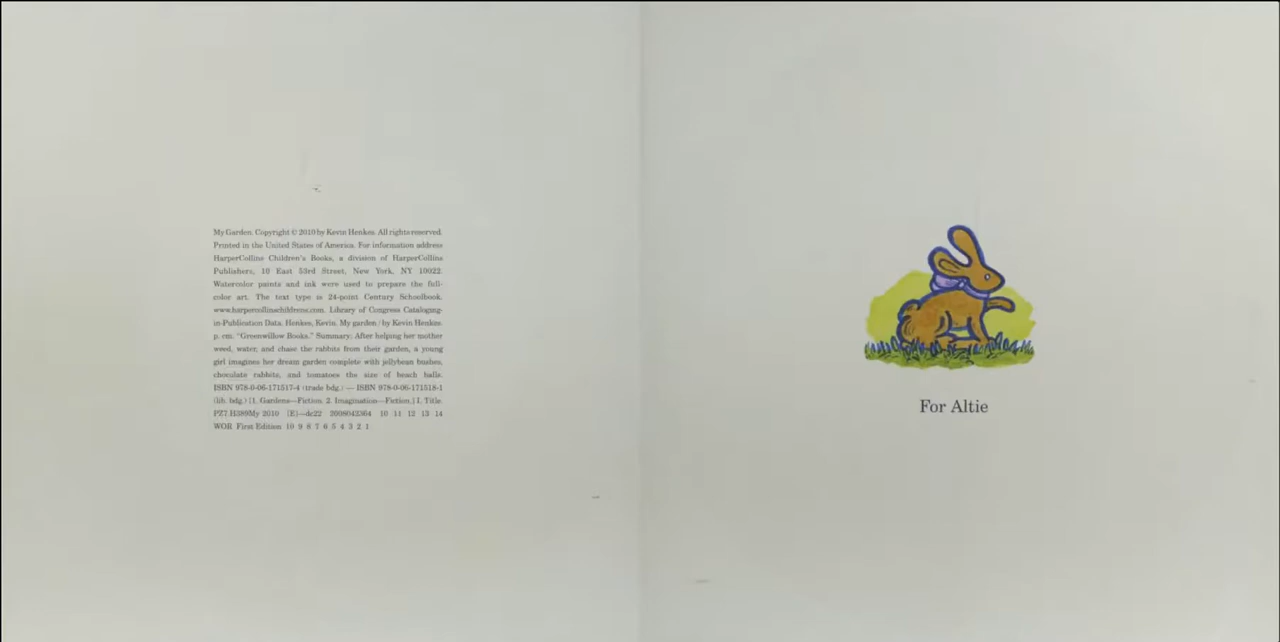 My Garden. Copyright © 2010 by Kevin Henkes. All rights reserved.
Printed in the United States of America. For information address
HarperCollins Children's Books, a division of HarperCollins
Publishers, 10 East 53rd Street, New York, NY 10022.
Watercolor paints and ink were used to prepare the full-
color art. The text type is 24-point Century Schoolbook.
www.harpercollinschildrens.com. Library of Congress Cataloging-
in-Publication Data. Henkes, Kevin. My garden / by Kevin Henkes.
p. cm. "Greenwillow Books." Summary: After helping her mother
weed, water, and chase the rabbits from their garden, a young
girl imagines her dream garden complete with jellybean bushes,
chocolate rabbits, and tomatoes the size of beach balls.
ISBN 978-0-06-171517-4 (trade bdg.) — ISBN 978-0-06-171518-1
(lib. bdg.) [1. Gardens—Fiction. 2. Imagination—Fiction.] I. Title.
PZ7.H389My 2010 [E]—dc22 2008042364 10 11 12 13 14
WOR First Edition 10 9 8 7 6 5 4 3 2 1
For Altie